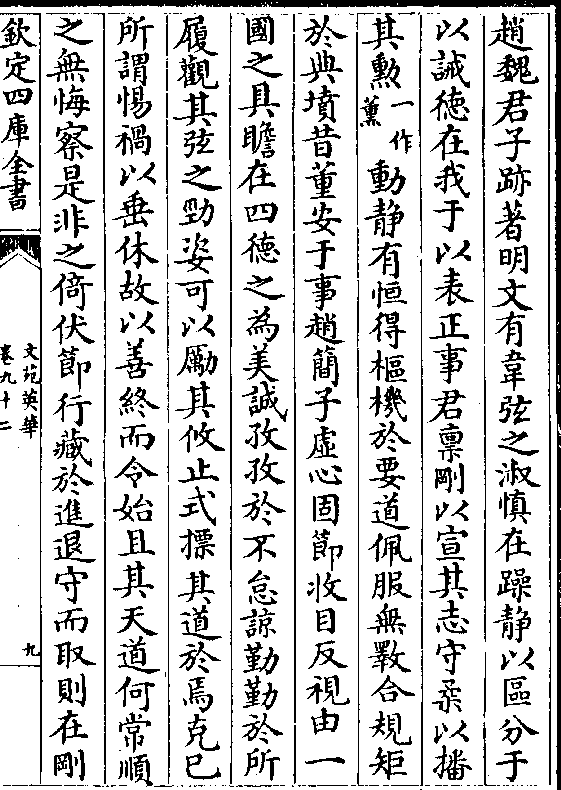 趙魏君子跡著明文有韋弦之淑慎在躁静以區分于
以誠徳在我于以表正事君禀剛以宣其志守柔以播
其勲一作薰動静有恒得樞機於要道佩服無斁合規矩
於典墳昔董安于事趙簡子虚心固節收目反視由一
國之具瞻在四徳之為美誠孜孜於不怠諒勤勤於所
履觀其弦之勁姿可以勵其攸止式摽其道於焉克已
所謂惕禍以垂休故以善終而令始且其天道何常順
之無悔察是非之倚伏節行藏於進退守而取則在剛
欽定四庫全書
文苑英華
卷九十二
九